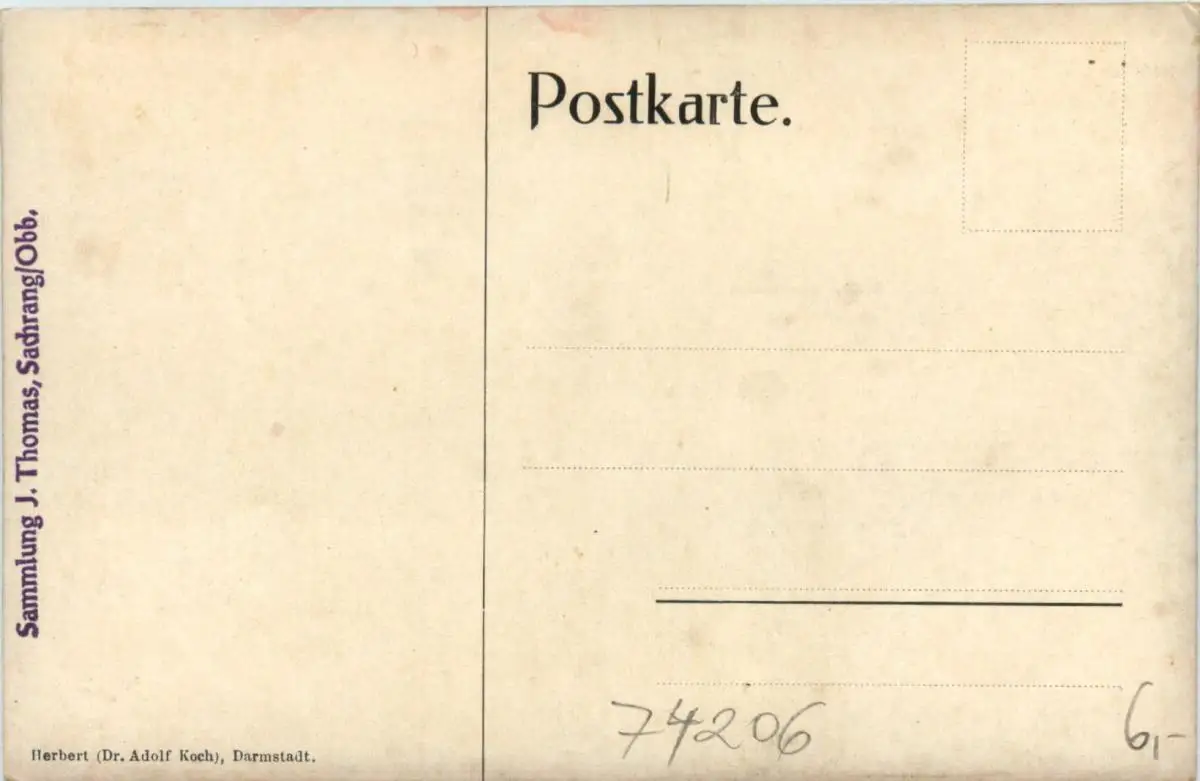 Postkarte.
Sammlung J. Thomas, Sachrang/Obb.
Herbert (Dr. Adolf Koch), Darmstadt.
74206
6,-